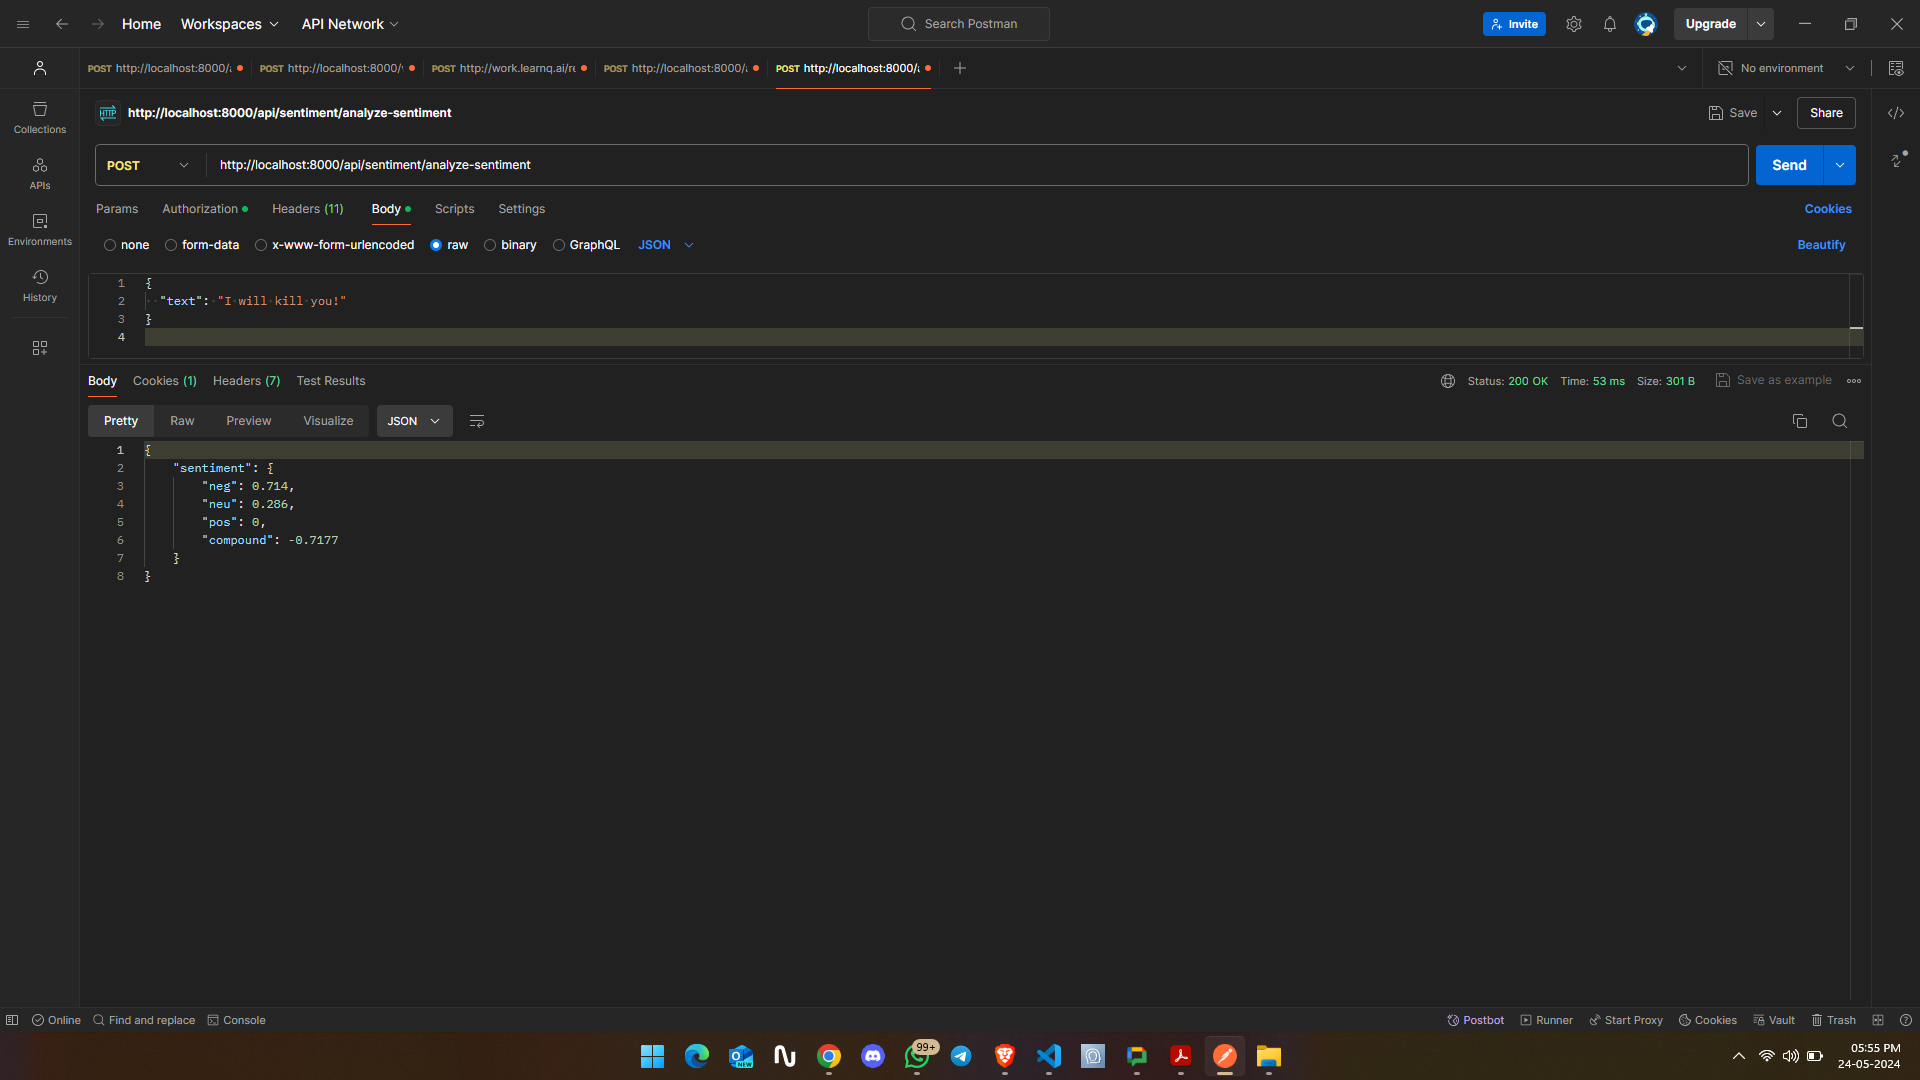 Home Workspaces API Network Search Postman Invite Upgrade
POST http://localhost:8000/ POST http://localhost:8000/ POST http://work.learnq.ai/r POST http://localhost:8000/ POST http://localhost:8000/ No environment
HTTP http://localhost:8000/api/sentiment/analyze-sentiment Save Share
Collections
POST http://localhost:8000/api/sentiment/analyze-sentiment Send
APIs
Params Authorization Headers (11) Body Scripts Settings Cookies
Environments
none form-data x-www-form-urlencoded raw binary GraphQL JSON Beautify
History
1 {
2 "text": "I will kill you!"
3 }
4
Body Cookies (1) Headers (7) Test Results Status: 200 OK Time: 53 ms Size: 301 B Save as example
Pretty Raw Preview Visualize JSON
1 {
2 "sentiment": {
3 "neg": 0.714,
4 "neu": 0.286,
5 "pos": 0,
6 "compound": -0.7177
7 }
8 }
Online Find and replace Console Postbot Runner Start Proxy Cookies Vault Trash
NEW 99+ 05:55 PM
24-05-2024